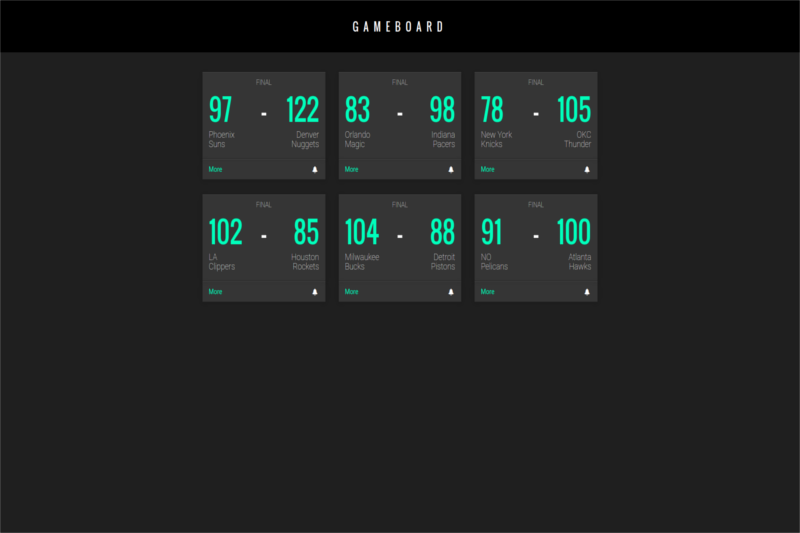 GAMEBOARD
FINAL
97 - 122
Phoenix Suns
Denver Nuggets
More
FINAL
83 - 98
Orlando Magic
Indiana Pacers
More
FINAL
78 - 105
New York Knicks
OKC Thunder
More
FINAL
102 - 85
LA Clippers
Houston Rockets
More
FINAL
104 - 88
Milwaukee Bucks
Detroit Pistons
More
FINAL
91 - 100
NO Pelicans
Atlanta Hawks
More